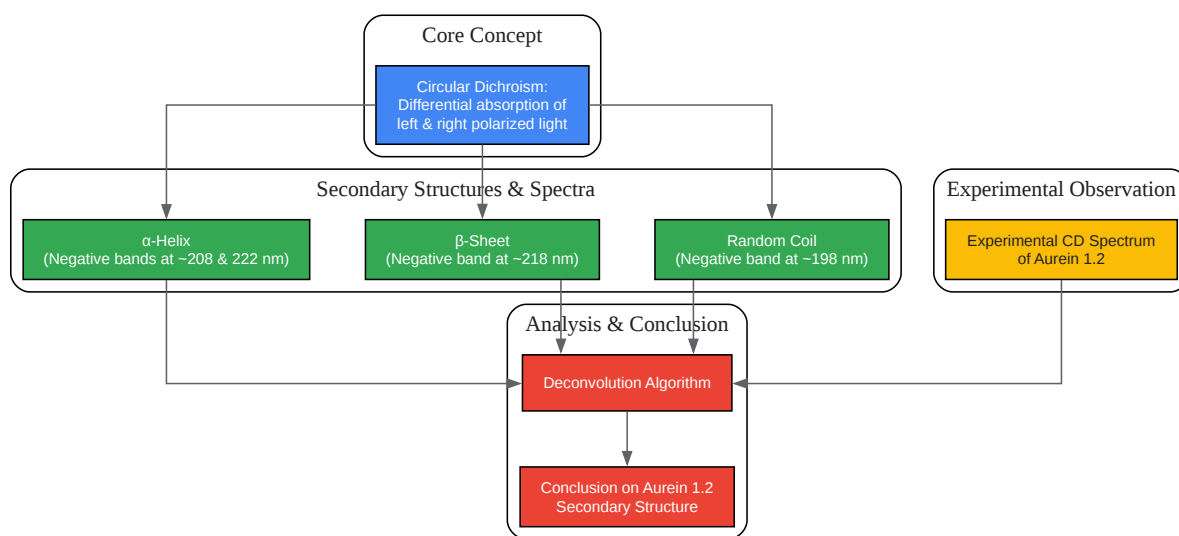 Core Concept
Circular Dichroism:
Differential absorption of
left & right polarized light
Secondary Structures & Spectra
α-Helix
(Negative bands at ~208 & 222 nm)
β-Sheet
(Negative band at ~218 nm)
Random Coil
(Negative band at ~198 nm)
Experimental Observation
Experimental CD Spectrum
of Aurein 1.2
Analysis & Conclusion
Deconvolution Algorithm
Conclusion on Aurein 1.2
Secondary Structure